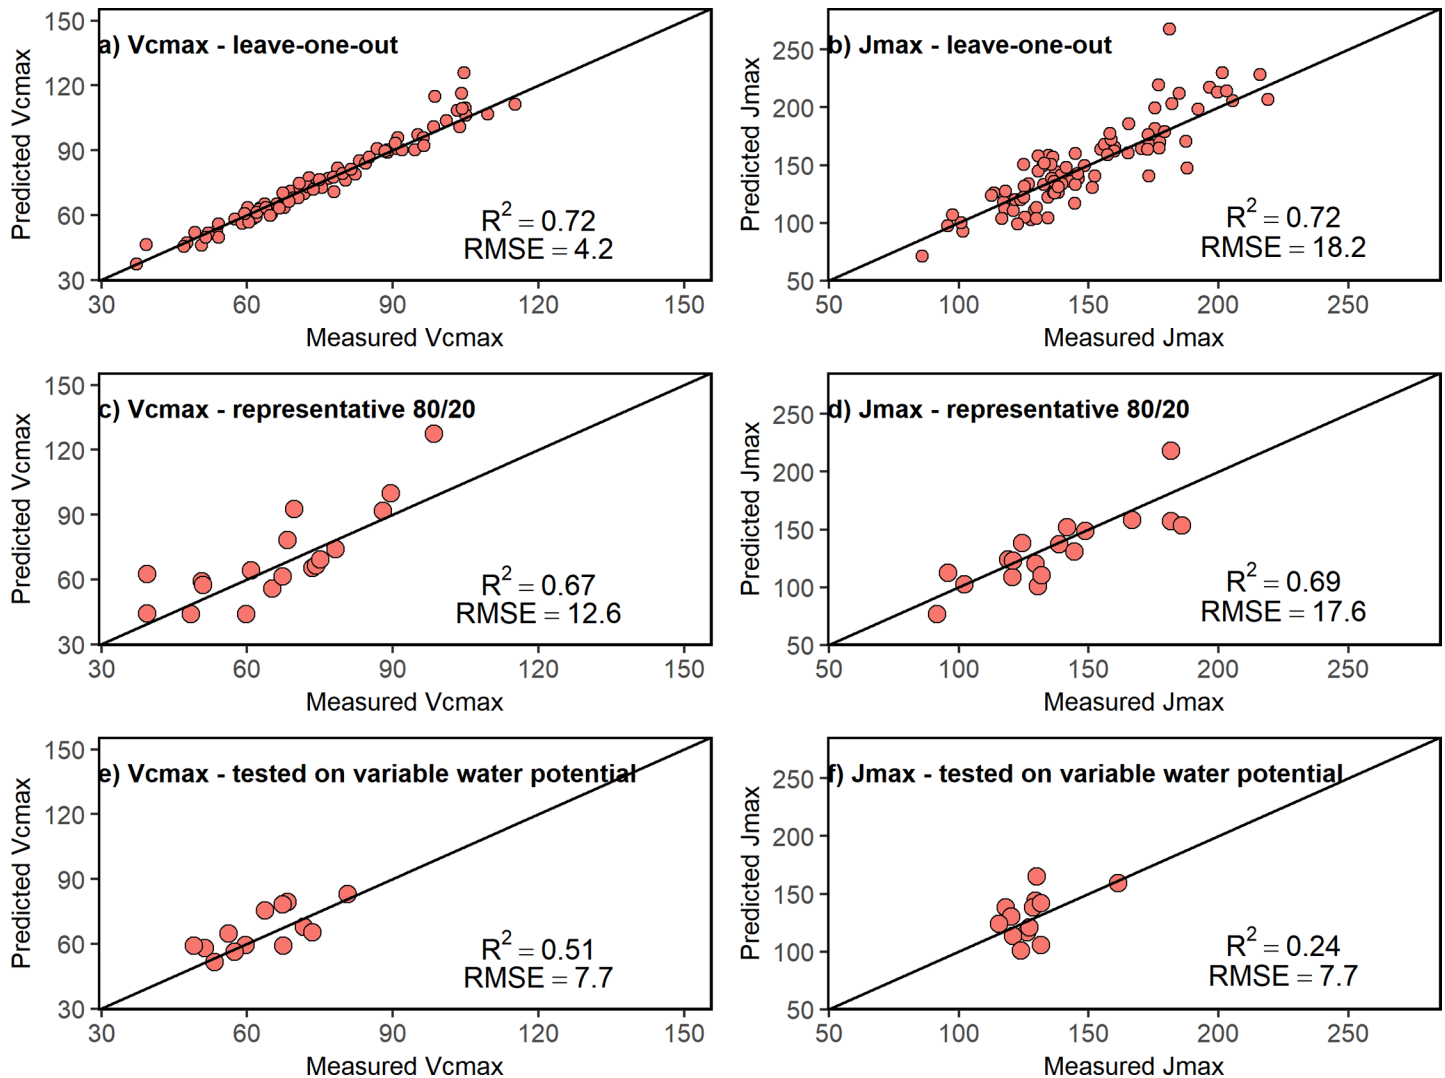 a) Vcmax - leave-one-out
Predicted Vcmax
150
120
90
60
30
R² = 0.72
RMSE = 4.2
30 60 90 120 150
Measured Vcmax
b) Jmax - leave-one-out
Predicted Jmax
250
200
150
100
50
R² = 0.72
RMSE = 18.2
50 100 150 200 250
Measured Jmax
c) Vcmax - representative 80/20
Predicted Vcmax
150
120
90
60
30
R² = 0.67
RMSE = 12.6
30 60 90 120 150
Measured Vcmax
d) Jmax - representative 80/20
Predicted Jmax
250
200
150
100
50
R² = 0.69
RMSE = 17.6
50 100 150 200 250
Measured Jmax
e) Vcmax - tested on variable water potential
Predicted Vcmax
150
120
90
60
30
R² = 0.51
RMSE = 7.7
30 60 90 120 150
Measured Vcmax
f) Jmax - tested on variable water potential
Predicted Jmax
250
200
150
100
50
R² = 0.24
RMSE = 7.7
50 100 150 200 250
Measured Jmax